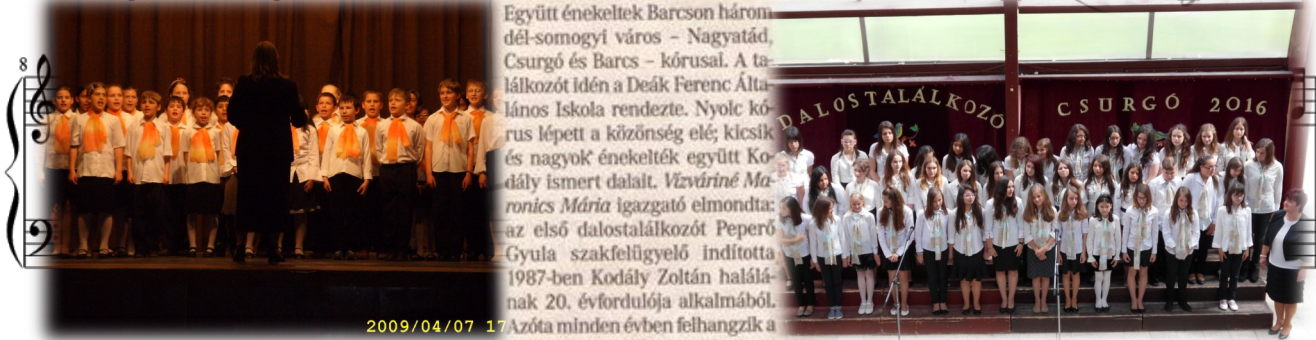 8
2009/04/07 17
Együtt énekeltek Barcson három
dél-somogyi város – Nagyatád,
Csurgó és Barcs – kórusai. A ta-
lálkozót idén a Deák Ferenc Álta-
lános Iskola rendezte. Nyolc kó-
rus lépett a közönség elé; kicsik
és nagyok énekelték együtt Ko-
dály ismert dalait. Vízváriné Ma-
ronics Mária igazgató elmondta:
az első dalostalálkozót Peperő
Gyula szakfelügyelő indította
1987-ben Kodály Zoltán halálá-
nak 20. évfordulója alkalmából.
Azóta minden évben felhangzik a
DALOSTALÁLKOZÓ
CSURGÓ 2016